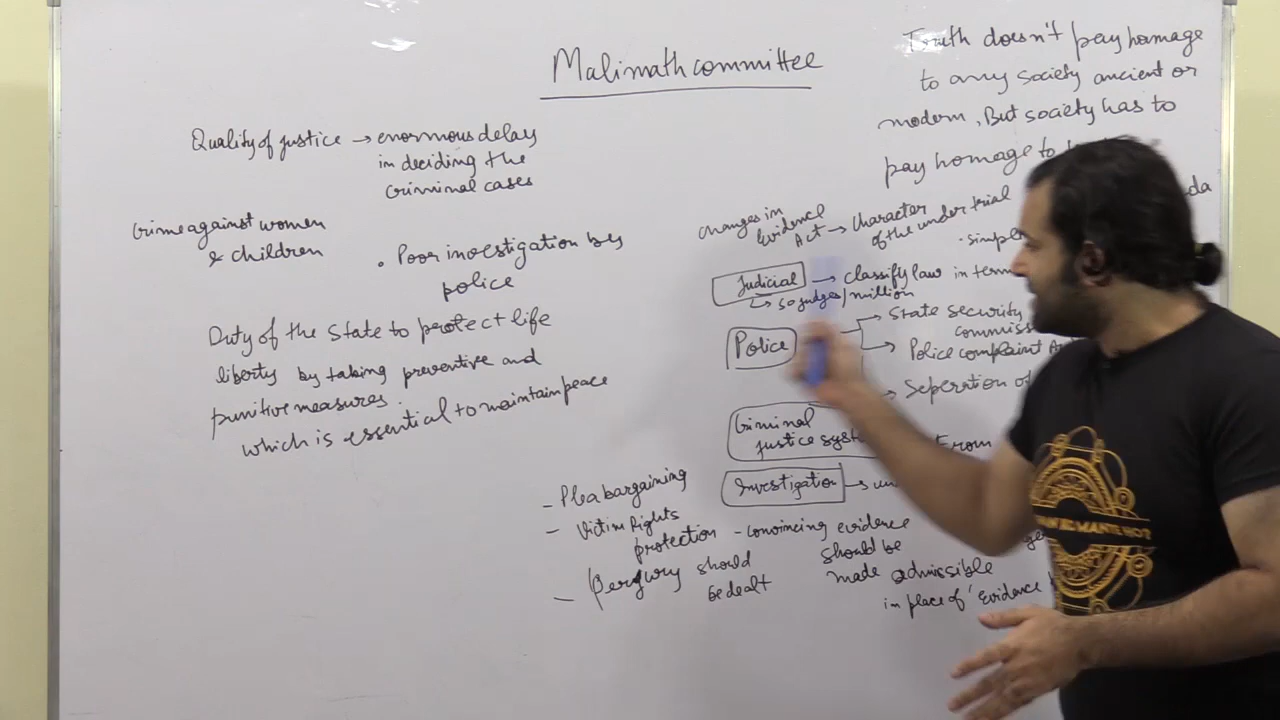 Malimath committee
Truth doesn't pay homage
to any society ancient or
modern, But society has to
pay homage to
Quality of justice → enormous delay
in deciding the
criminal cases
Crime against women
& children
• Poor investigation by
police
Duty of the State to protect life
liberty by taking preventive and
punitive measures.
which is essential to maintain peace
changes in
Evidence
Act → character
of the under trial
Judicial → classify law in
↳ 50 judges/million
Police
→ State security
→ Police complaint
→ Seperrtion of
Criminal
justice
from
Investigation →
- Plea bargaining
- Victim Rights
protection
- convincing evidence
should be
made admissible
in place of 'evidence
- Pergury should
be dealt